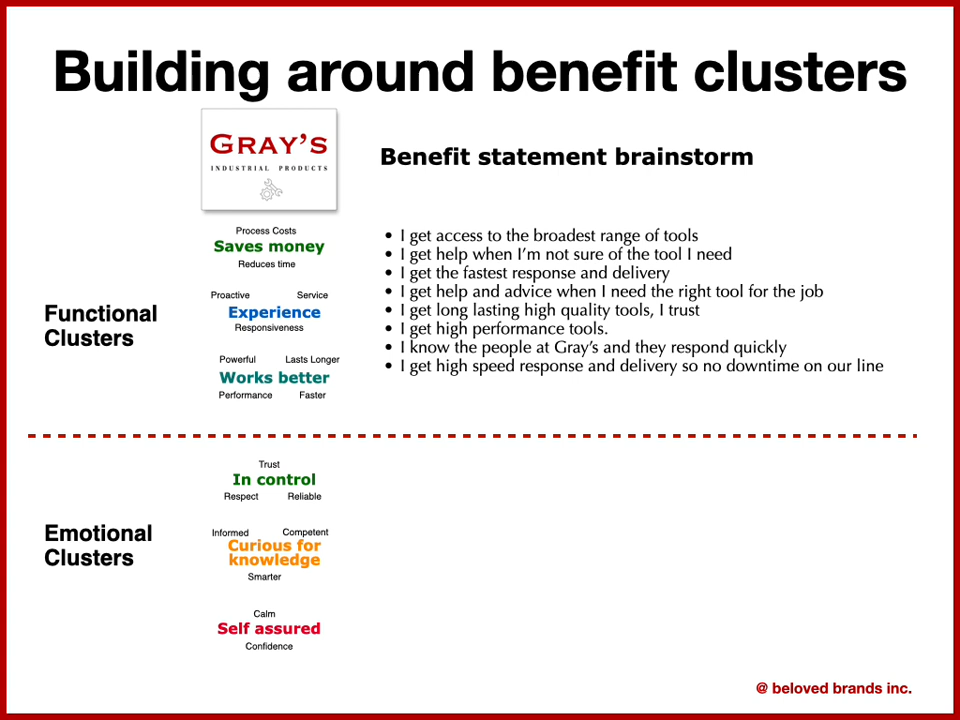 Building around benefit clusters
GRAY'S
INDUSTRIAL PRODUCTS
Benefit statement brainstorm
Functional
Clusters
Process Costs
Saves money
Reduces time
Proactive Service
Experience
Responsiveness
Powerful Lasts Longer
Works better
Performance Faster
• I get access to the broadest range of tools
• I get help when I'm not sure of the tool I need
• I get the fastest response and delivery
• I get help and advice when I need the right tool for the job
• I get long lasting high quality tools, I trust
• I get high performance tools.
• I know the people at Gray's and they respond quickly
• I get high speed response and delivery so no downtime on our line
Emotional
Clusters
Trust
In control
Respect Reliable
Informed Competent
Curious for
knowledge
Smarter
Calm
Self assured
Confidence
@ beloved brands inc.